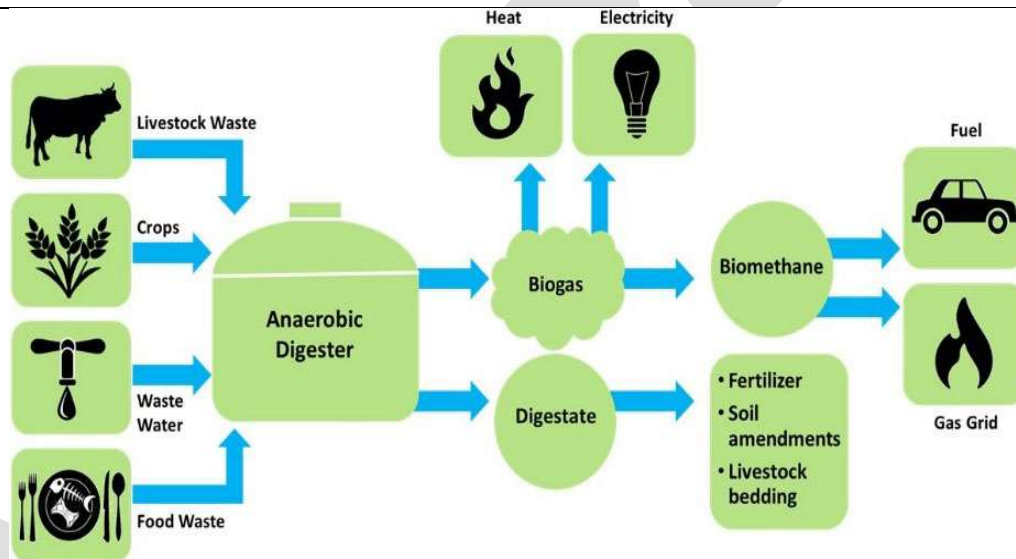 Heat
Electricity
Livestock Waste
Crops
Waste
Water
Food Waste
Anaerobic
Digester
Biogas
Digestate
Biomethane
Fuel
Gas Grid
• Fertilizer
• Soil
amendments
• Livestock
bedding